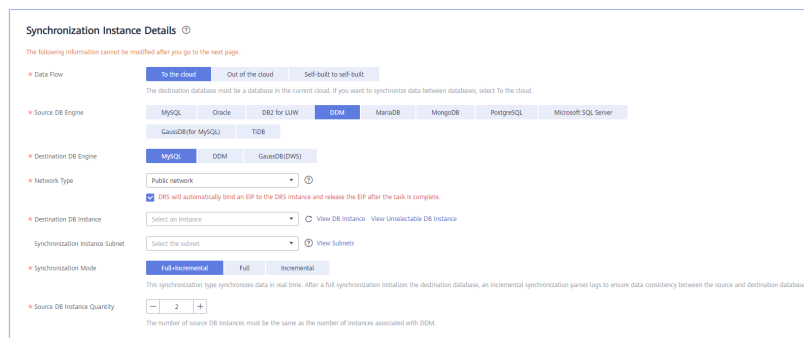 Synchronization Instance Details
The following information cannot be modified after you go to the next page.
* Data Flow
To the cloud Out of the cloud Self-built to self-built
The destination database must be a database in the current cloud. If you want to synchronize data between databases, select To the cloud.
* Source DB Engine
MySQL Oracle DB2 for LUW DDM MariaDB MongoDB PostgreSQL Microsoft SQL Server
GaussDB(for MySQL) TiDB
* Destination DB Engine
MySQL DDM GaussDB(DWS)
* Network Type
Public network
DRS will automatically bind an EIP to the DRS instance and release the EIP after the task is complete.
* Destination DB Instance
Select an instance View DB Instance View Unselectable DB Instance
Synchronization Instance Subnet
Select the subnet View Subnets
* Synchronization Mode
Full+Incremental Full Incremental
This synchronization type synchronizes data in real time. After a full synchronization initializes the destination database, an incremental synchronization parses logs to ensure data consistency between the source and destination database
* Source DB Instance Quantity
− 2 +
The number of source DB instances must be the same as the number of instances associated with DDM.